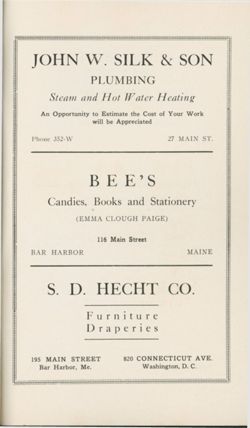 JOHN W. SILK & SON
PLUMBING
Steam and Hot Water Heating
An Opportunity to Estimate the Cost of Your Work
will be Appreciated
Phone 352-W 27 MAIN ST.
BEE'S
Candies, Books and Stationery
(EMMA CLOUGH PAIGE)
116 Main Street
BAR HARBOR MAINE
S. D. HECHT CO.
Furniture
Draperies
195 MAIN STREET 820 CONNECTICUT AVE.
Bar Harbor, Me. Washington, D. C.